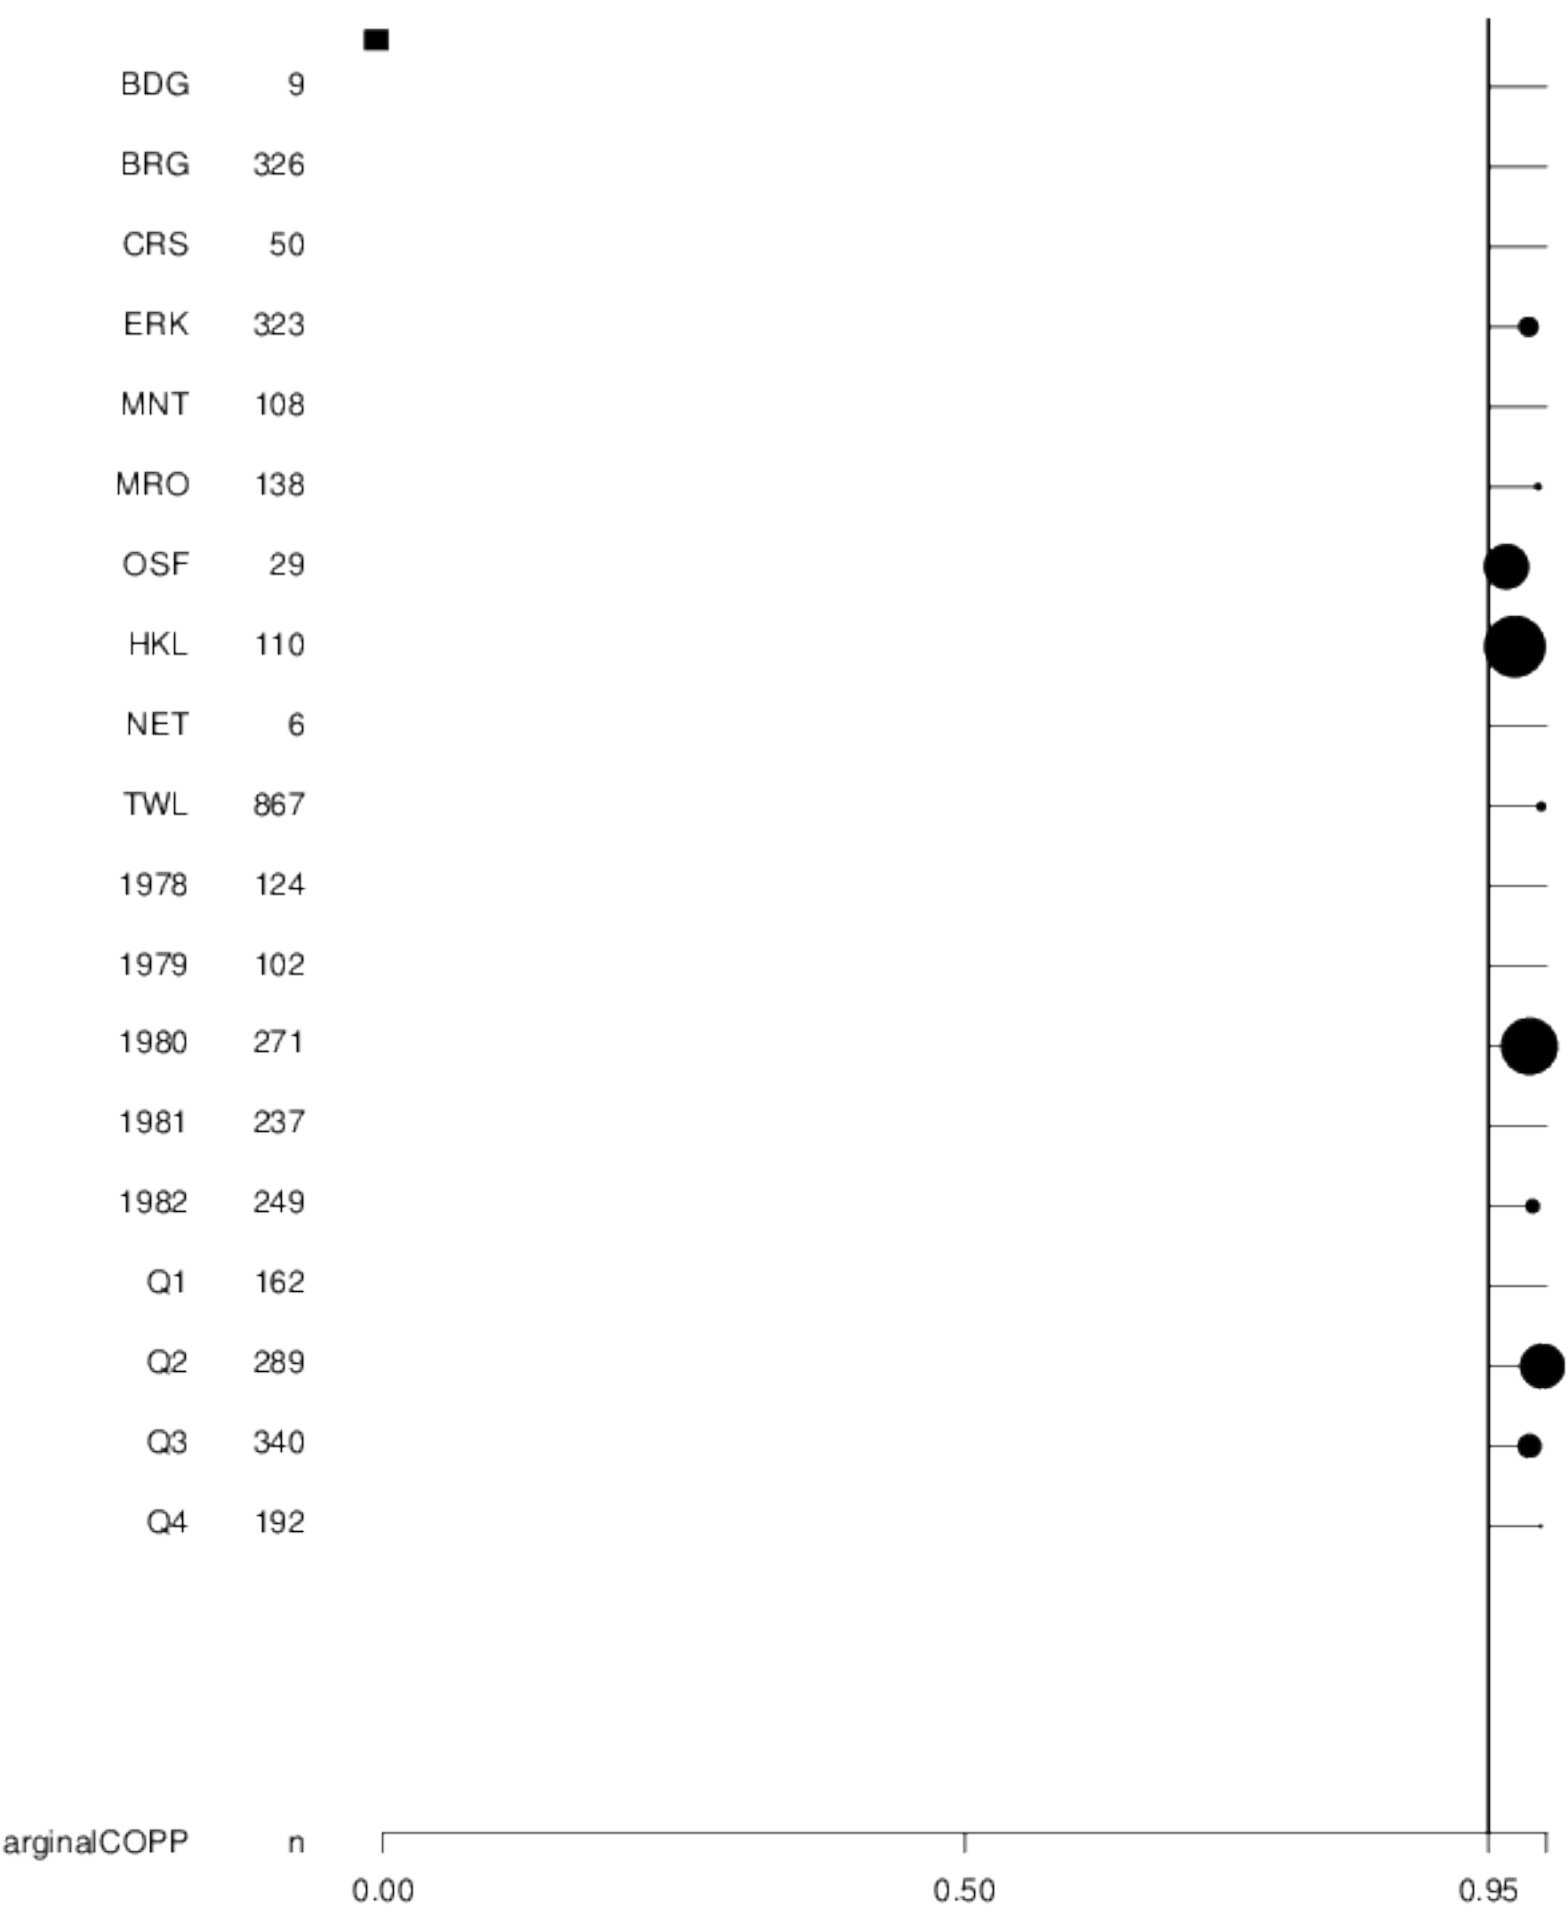 BDG 9
BRG 326
CRS 50
ERK 323
MNT 108
MRO 138
OSF 29
HKL 110
NET 6
TWL 867
1978 124
1979 102
1980 271
1981 237
1982 249
Q1 162
Q2 289
Q3 340
Q4 192
arginalCOPP n
0.00 0.50 0.95